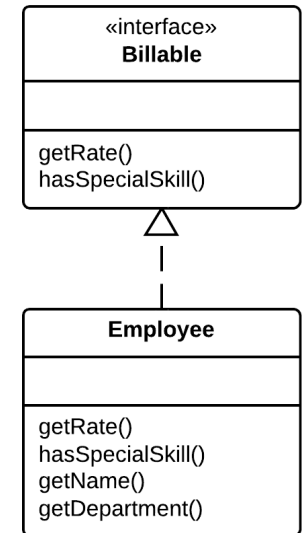 «interface»
Billable
getRate()
hasSpecialSkill()
Employee
getRate()
hasSpecialSkill()
getName()
getDepartment()